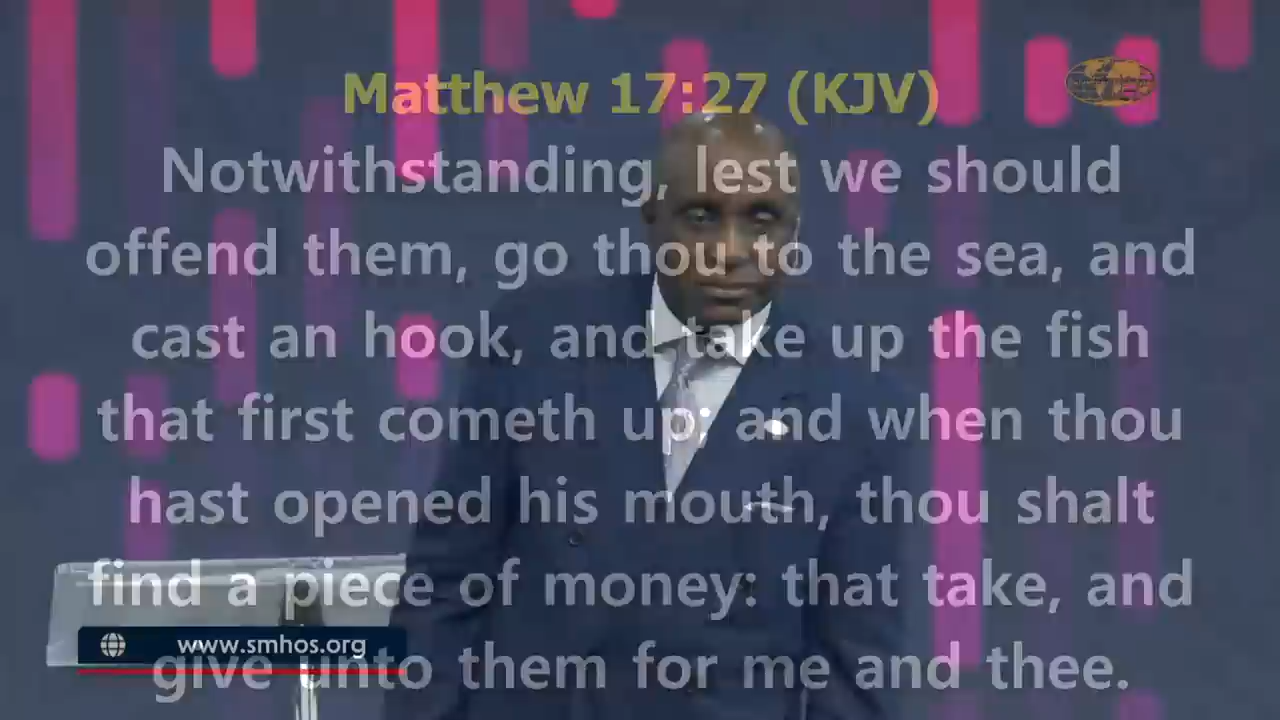 Matthew 17:27 (KJV)
Notwithstanding, lest we should
offend them, go thou to the sea, and
cast an hook, and take up the fish
that first cometh up; and when thou
hast opened his mouth, thou shalt
find a piece of money: that take, and
www.smhos.org
give unto them for me and thee.